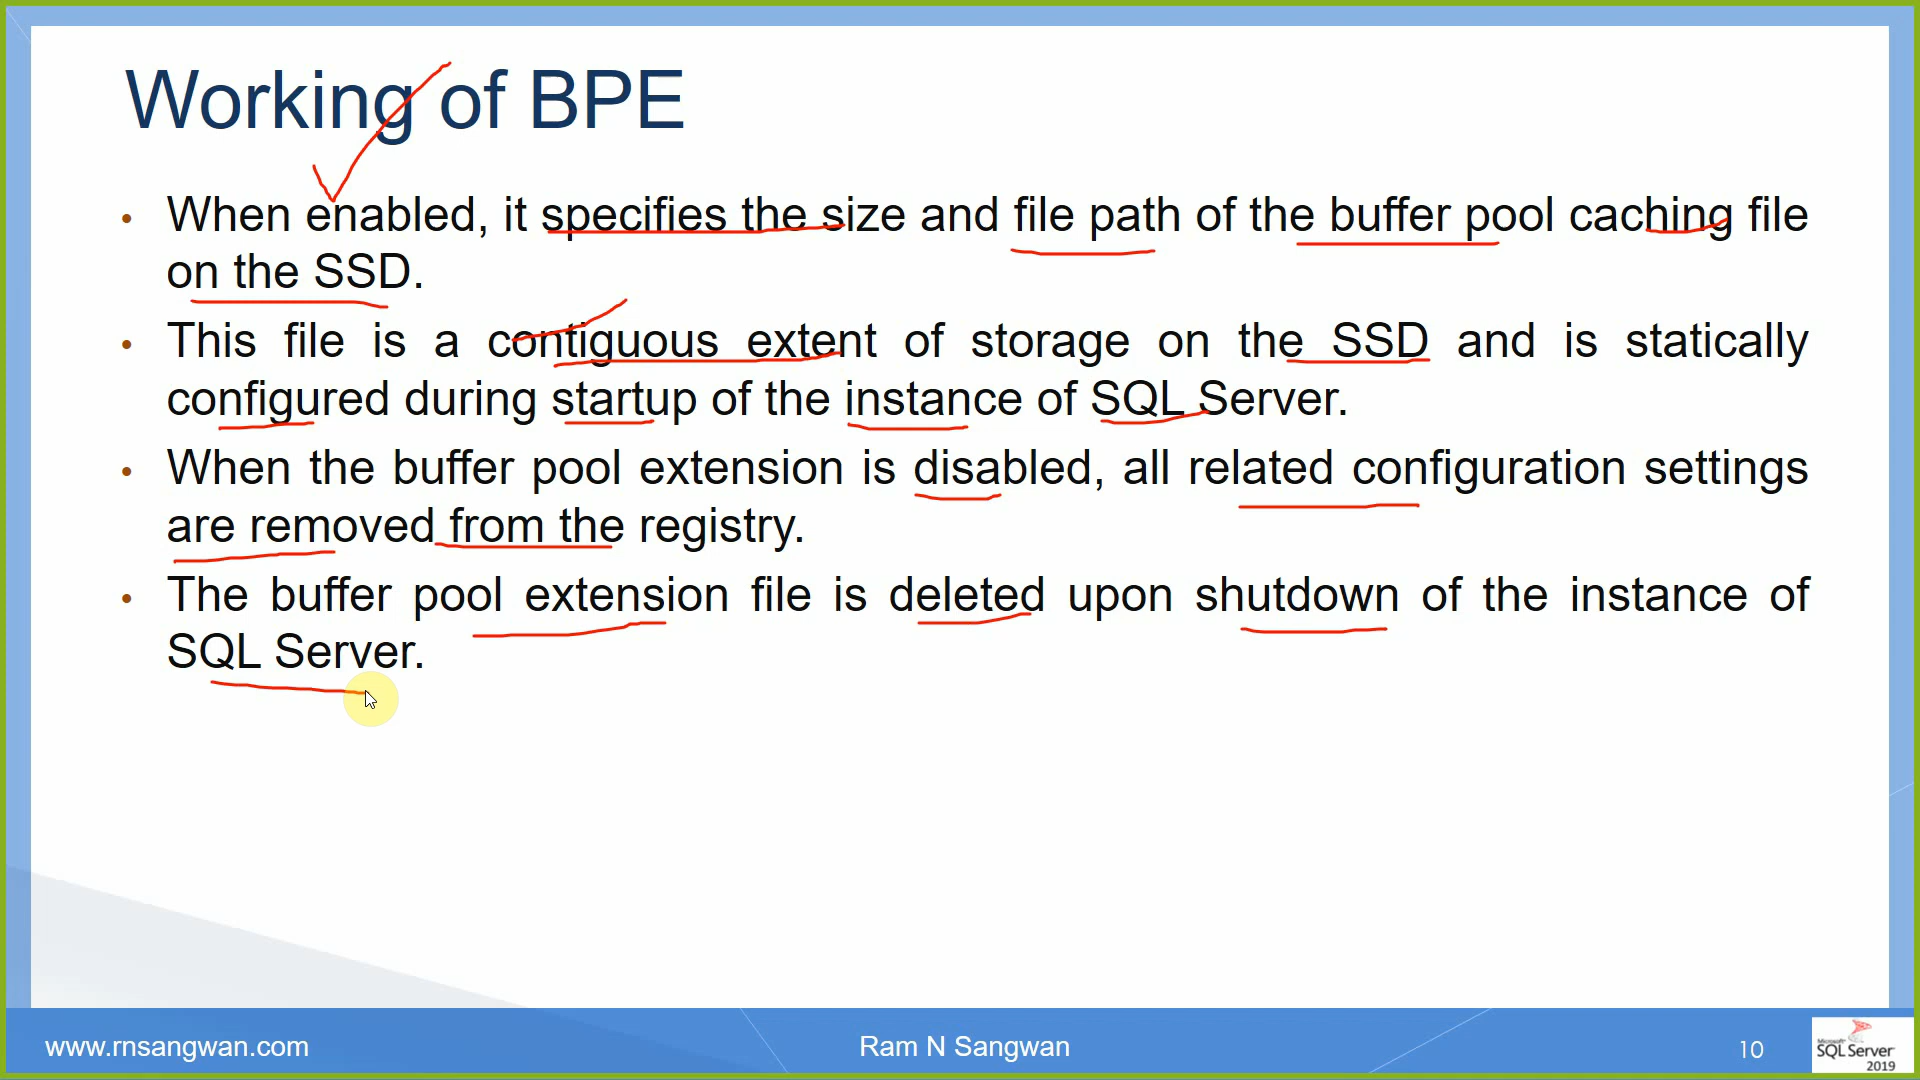 Working of BPE
• When enabled, it specifies the size and file path of the buffer pool caching file
on the SSD.
• This file is a contiguous extent of storage on the SSD and is statically
configured during startup of the instance of SQL Server.
• When the buffer pool extension is disabled, all related configuration settings
are removed from the registry.
• The buffer pool extension file is deleted upon shutdown of the instance of
SQL Server.
www.rnsangwan.com
Ram N Sangwan
10
Microsoft
SQL Server
2019